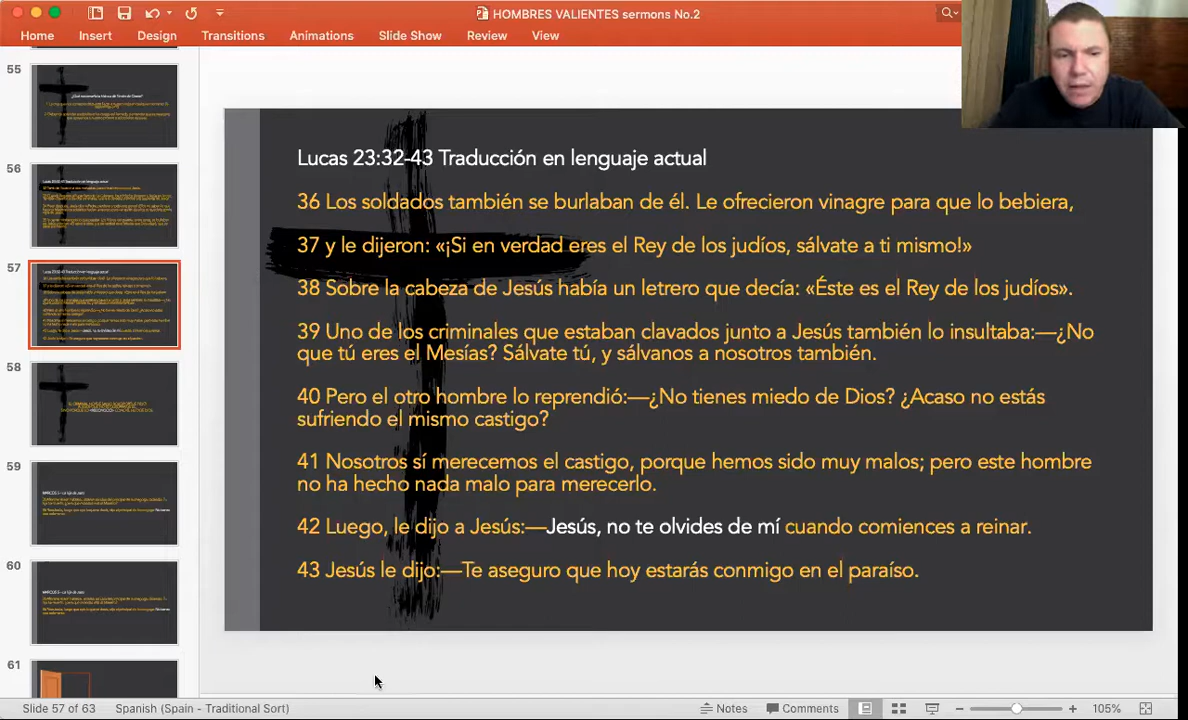 HOMBRES VALIENTES sermons No.2
Home Insert Design Transitions Animations Slide Show Review View
55
56
57
58
59
60
61
Lucas 23:32-43 Traducción en lenguaje actual
36 Los soldados también se burlaban de él. Le ofrecieron vinagre para que lo bebiera,
37 y le dijeron: «¡Si en verdad eres el Rey de los judíos, sálvate a ti mismo!»
38 Sobre la cabeza de Jesús había un letrero que decía: «Éste es el Rey de los judíos».
39 Uno de los criminales que estaban clavados junto a Jesús también lo insultaba:—¿No
que tú eres el Mesías? Sálvate tú, y sálvanos a nosotros también.
40 Pero el otro hombre lo reprendió:—¿No tienes miedo de Dios? ¿Acaso no estás
sufriendo el mismo castigo?
41 Nosotros sí merecemos el castigo, porque hemos sido muy malos; pero este hombre
no ha hecho nada malo para merecerlo.
42 Luego, le dijo a Jesús:—Jesús, no te olvides de mí cuando comiences a reinar.
43 Jesús le dijo:—Te aseguro que hoy estarás conmigo en el paraíso.
Slide 57 of 63 Spanish (Spain - Traditional Sort) Notes Comments 105%